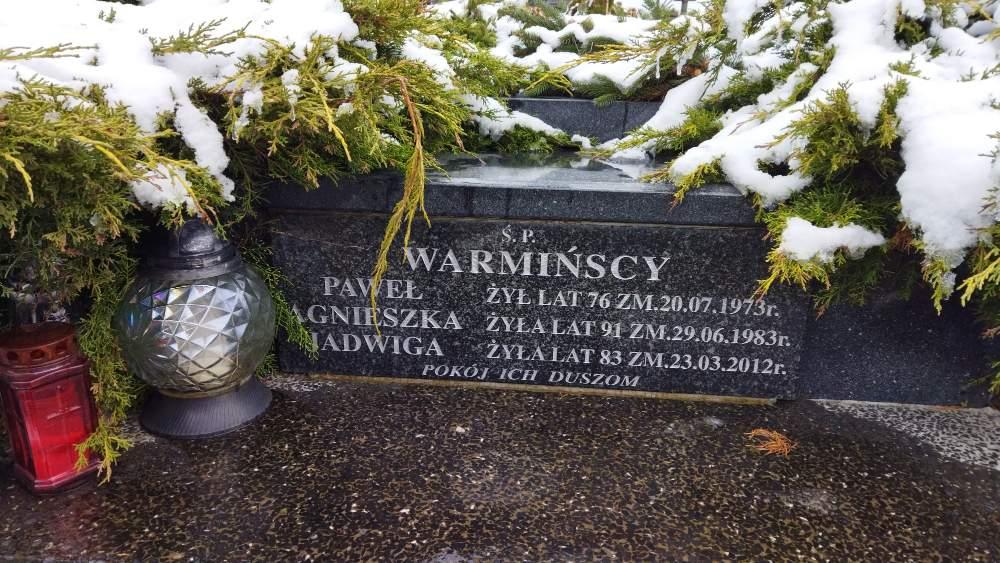 Ś. P.
WARMIŃSCY
PAWEŁ ŻYŁ LAT 76 ZM.20.07.1973r.
AGNIESZKA ŻYŁA LAT 91 ZM.29.06.1983r.
JADWIGA ŻYŁA LAT 83 ZM.23.03.2012r.
POKÓJ ICH DUSZOM